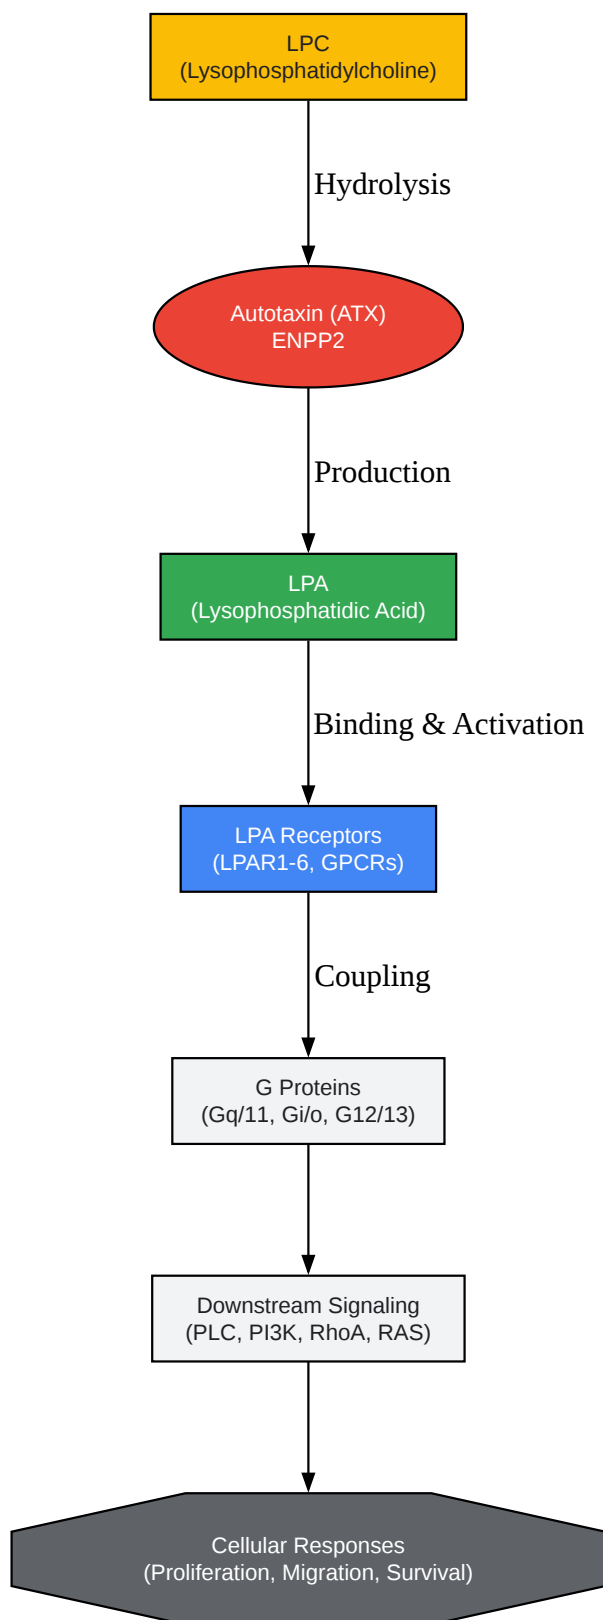 LPC
(Lysophosphatidylcholine)
Hydrolysis
Autotaxin (ATX)
ENPP2
Production
LPA
(Lysophosphatidic Acid)
Binding & Activation
LPA Receptors
(LPAR1-6, GPCRs)
Coupling
G Proteins
(Gq/11, Gi/o, G12/13)
Downstream Signaling
(PLC, PI3K, RhoA, RAS)
Cellular Responses
(Proliferation, Migration, Survival)